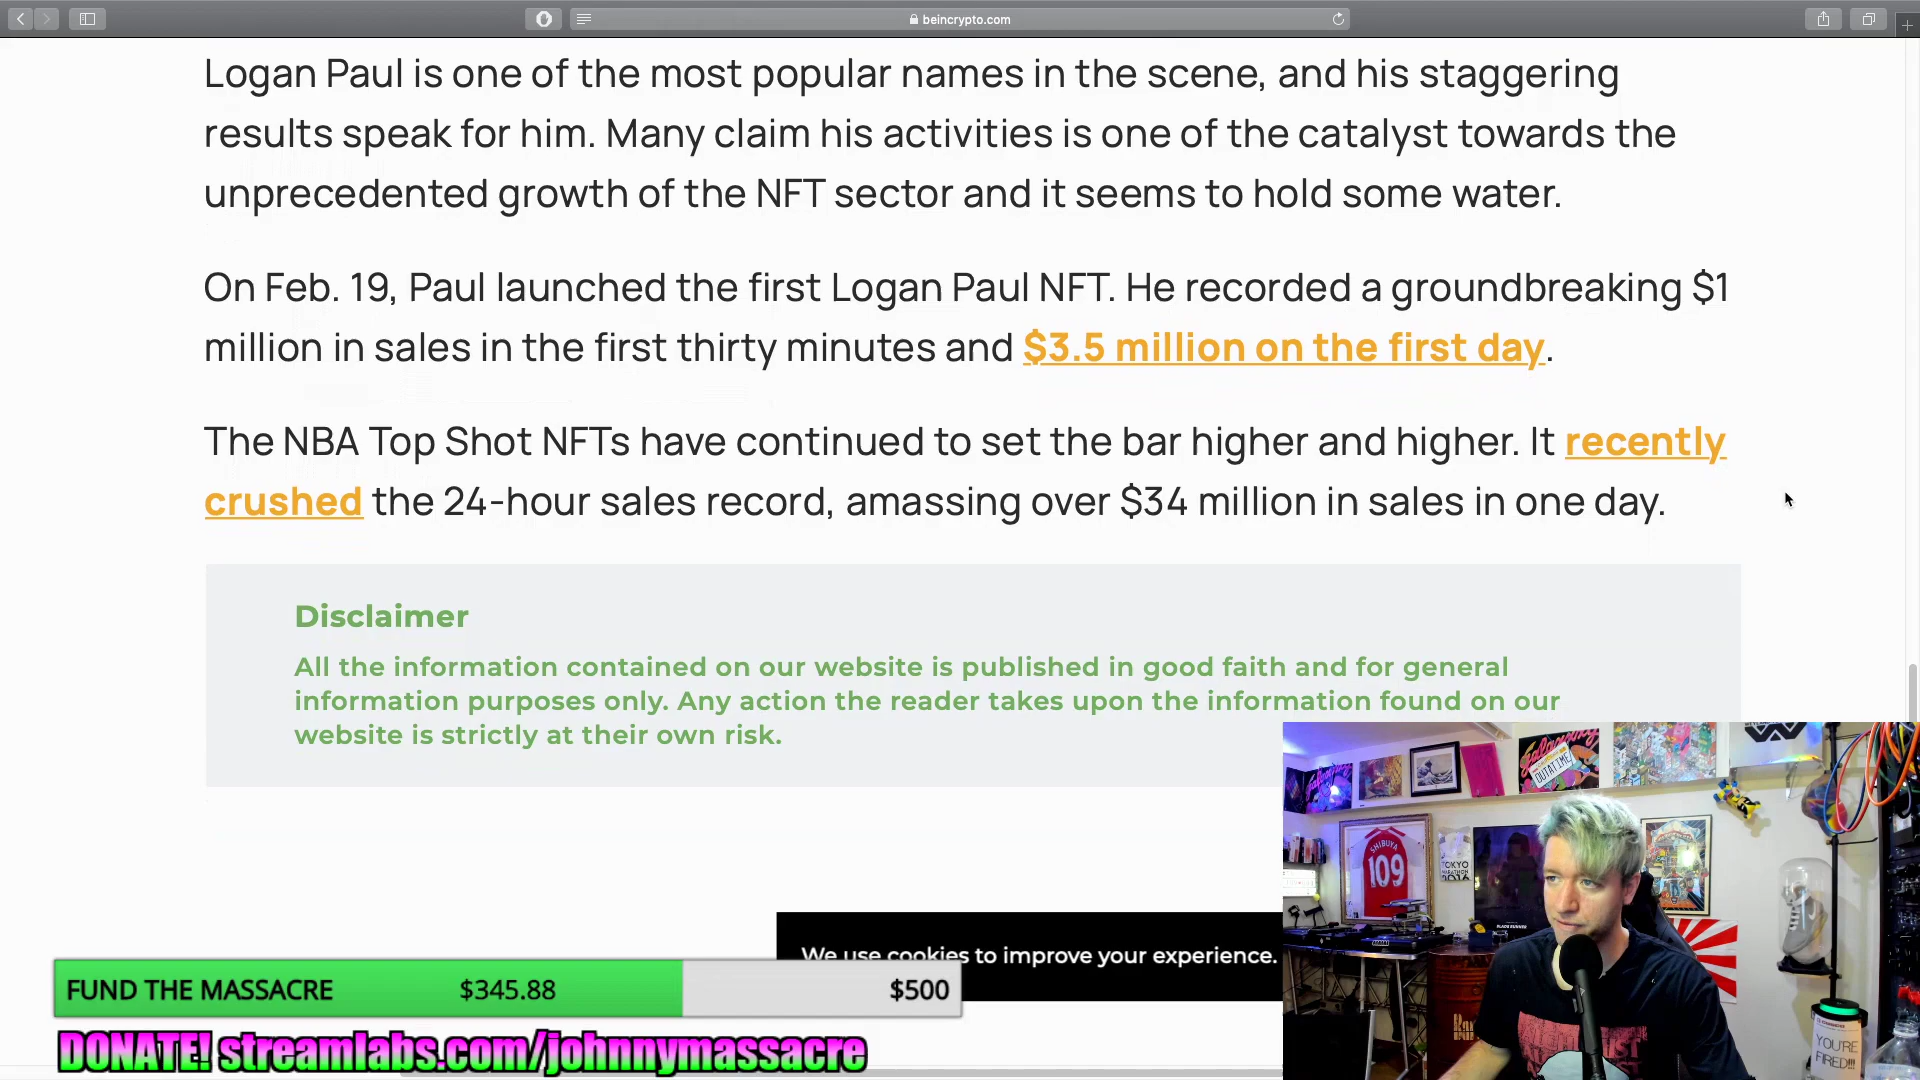 beincrypto.com
Logan Paul is one of the most popular names in the scene, and his staggering
results speak for him. Many claim his activities is one of the catalyst towards the
unprecedented growth of the NFT sector and it seems to hold some water.
On Feb. 19, Paul launched the first Logan Paul NFT. He recorded a groundbreaking $1
million in sales in the first thirty minutes and $3.5 million on the first day.
The NBA Top Shot NFTs have continued to set the bar higher and higher. It recently
crushed the 24-hour sales record, amassing over $34 million in sales in one day.
Disclaimer
All the information contained on our website is published in good faith and for general
information purposes only. Any action the reader takes upon the information found on our
website is strictly at their own risk.
OUTATIME
SHIBUYA
109
TOKYO
MARATHON
2016
BLADE RUNNER
We use cookies to improve your experience.
FUND THE MASSACRE $345.88 $500
YOU'RE
FIRED!!!
DONATE! streamlabs.com/johnnymassacre